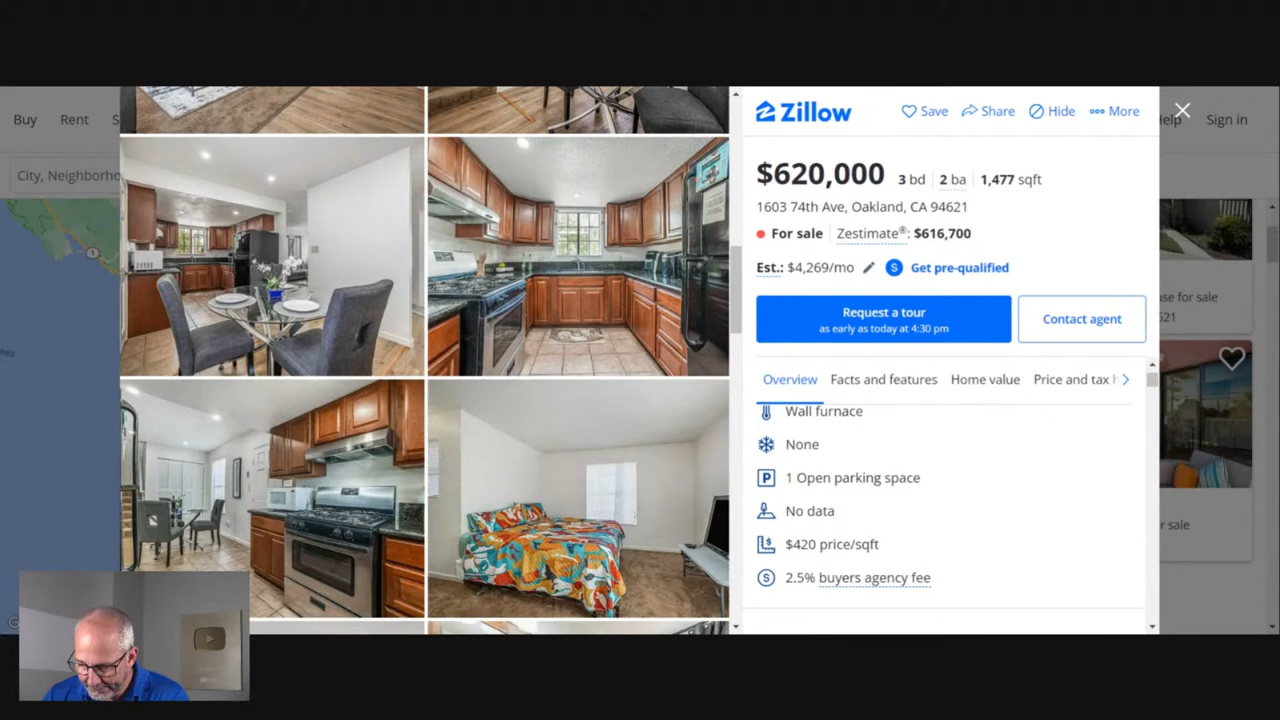 Buy Rent S
City, Neighborho
Zillow
Save Share Hide More
Help Sign in
$620,000 3 bd 2 ba 1,477 sqft
1603 74th Ave, Oakland, CA 94621
For sale Zestimate®: $616,700
Est.: $4,269/mo $ Get pre-qualified
Request a tour
as early as today at 4:30 pm
Contact agent
Overview Facts and features Home value Price and tax h
Wall furnace
None
P 1 Open parking space
No data
$420 price/sqft
2.5% buyers agency fee
se for sale
521
r sale
1
G